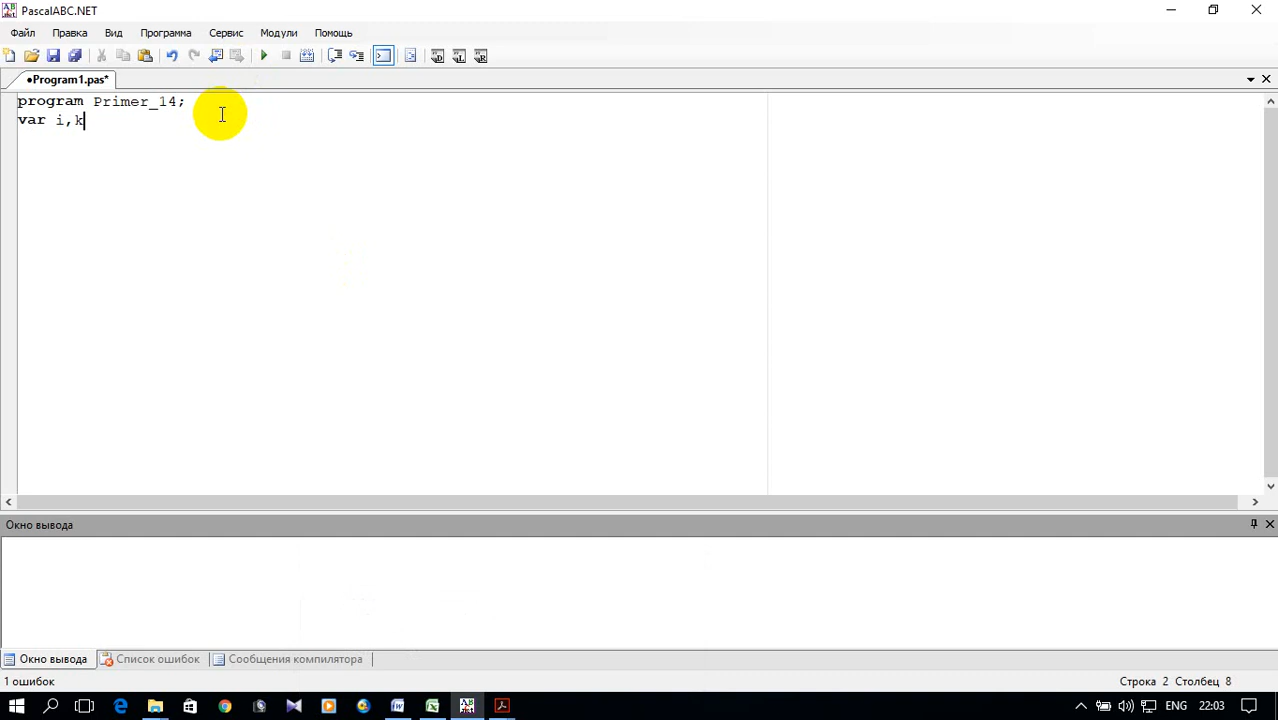 PascalABC.NET
Файл Правка Вид Программа Сервис Модули Помощь
•Program1.pas*
program Primer_14;
var i,k
Окно вывода
Окно вывода Список ошибок Сообщения компилятора
1 ошибок Строка 2 Столбец 8
ENG 22:03